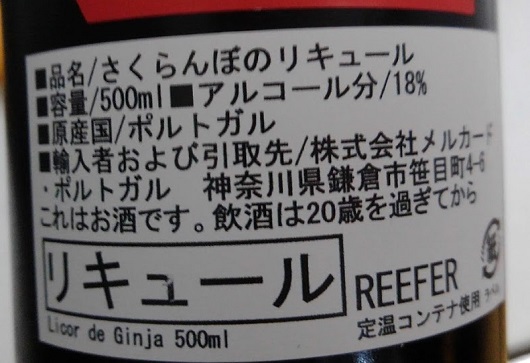 ■品名/さくらんぼのリキュール
■容量/500ml■アルコール分/18%
■原産国/ポルトガル
■輸入者および引取先/株式会社メルカード
・ポルトガル　神奈川県鎌倉市笹目町4-6
これはお酒です。飲酒は20歳を過ぎてから
リキュール
REEFER
定温コンテナ使用
Licor de Ginja 500ml
紙
ラベル